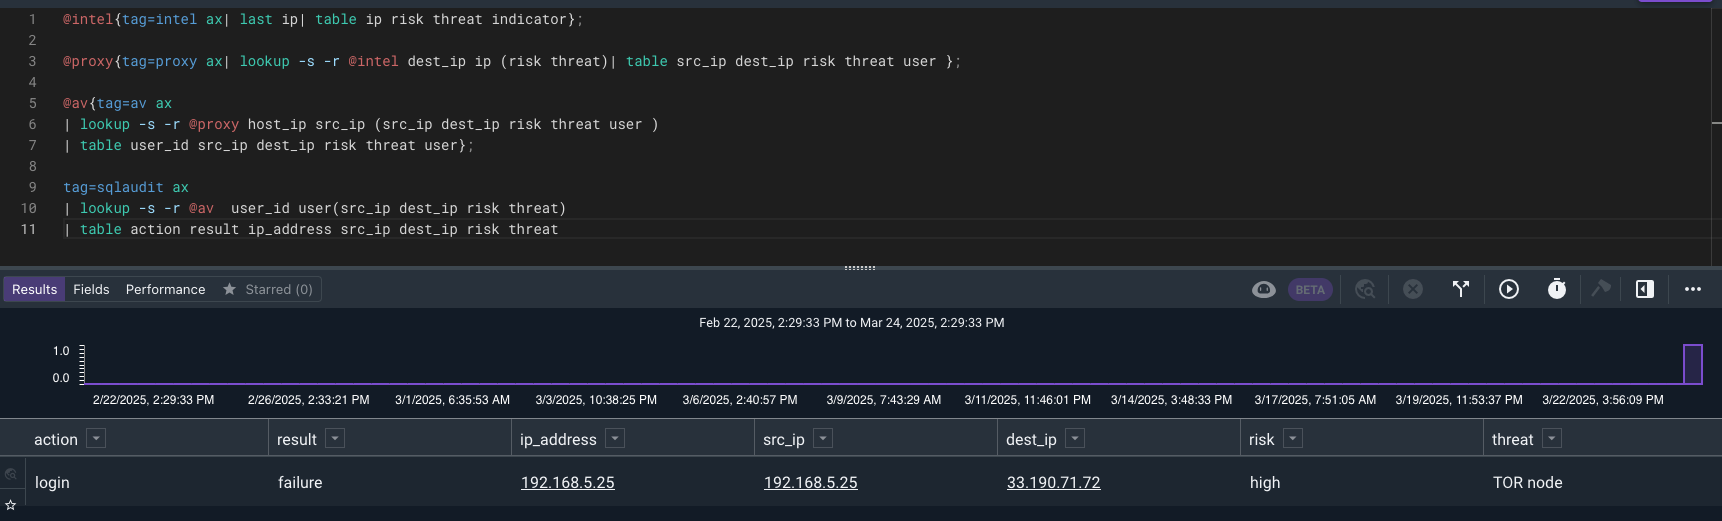 1 @intel{tag=intel ax| last ip| table ip risk threat indicator};
2
3 @proxy{tag=proxy ax| lookup -s -r @intel dest_ip ip (risk threat)| table src_ip dest_ip risk threat user };
4
5 @av{tag=av ax
6 | lookup -s -r @proxy host_ip src_ip (src_ip dest_ip risk threat user )
7 | table user_id src_ip dest_ip risk threat user};
8
9 tag=sqlaudit ax
10 | lookup -s -r @av  user_id user(src_ip dest_ip risk threat)
11 | table action result ip_address src_ip dest_ip risk threat
Results Fields Performance Starred (0) BETA
Feb 22, 2025, 2:29:33 PM to Mar 24, 2025, 2:29:33 PM
1.0
0.0
2/22/2025, 2:29:33 PM 2/26/2025, 2:33:21 PM 3/1/2025, 6:35:53 AM 3/3/2025, 10:38:25 PM 3/6/2025, 2:40:57 PM 3/9/2025, 7:43:29 AM 3/11/2025, 11:46:01 PM 3/14/2025, 3:48:33 PM 3/17/2025, 7:51:05 AM 3/19/2025, 11:53:37 PM 3/22/2025, 3:56:09 PM
action result ip_address src_ip dest_ip risk threat
login failure 192.168.5.25 192.168.5.25 33.190.71.72 high TOR node